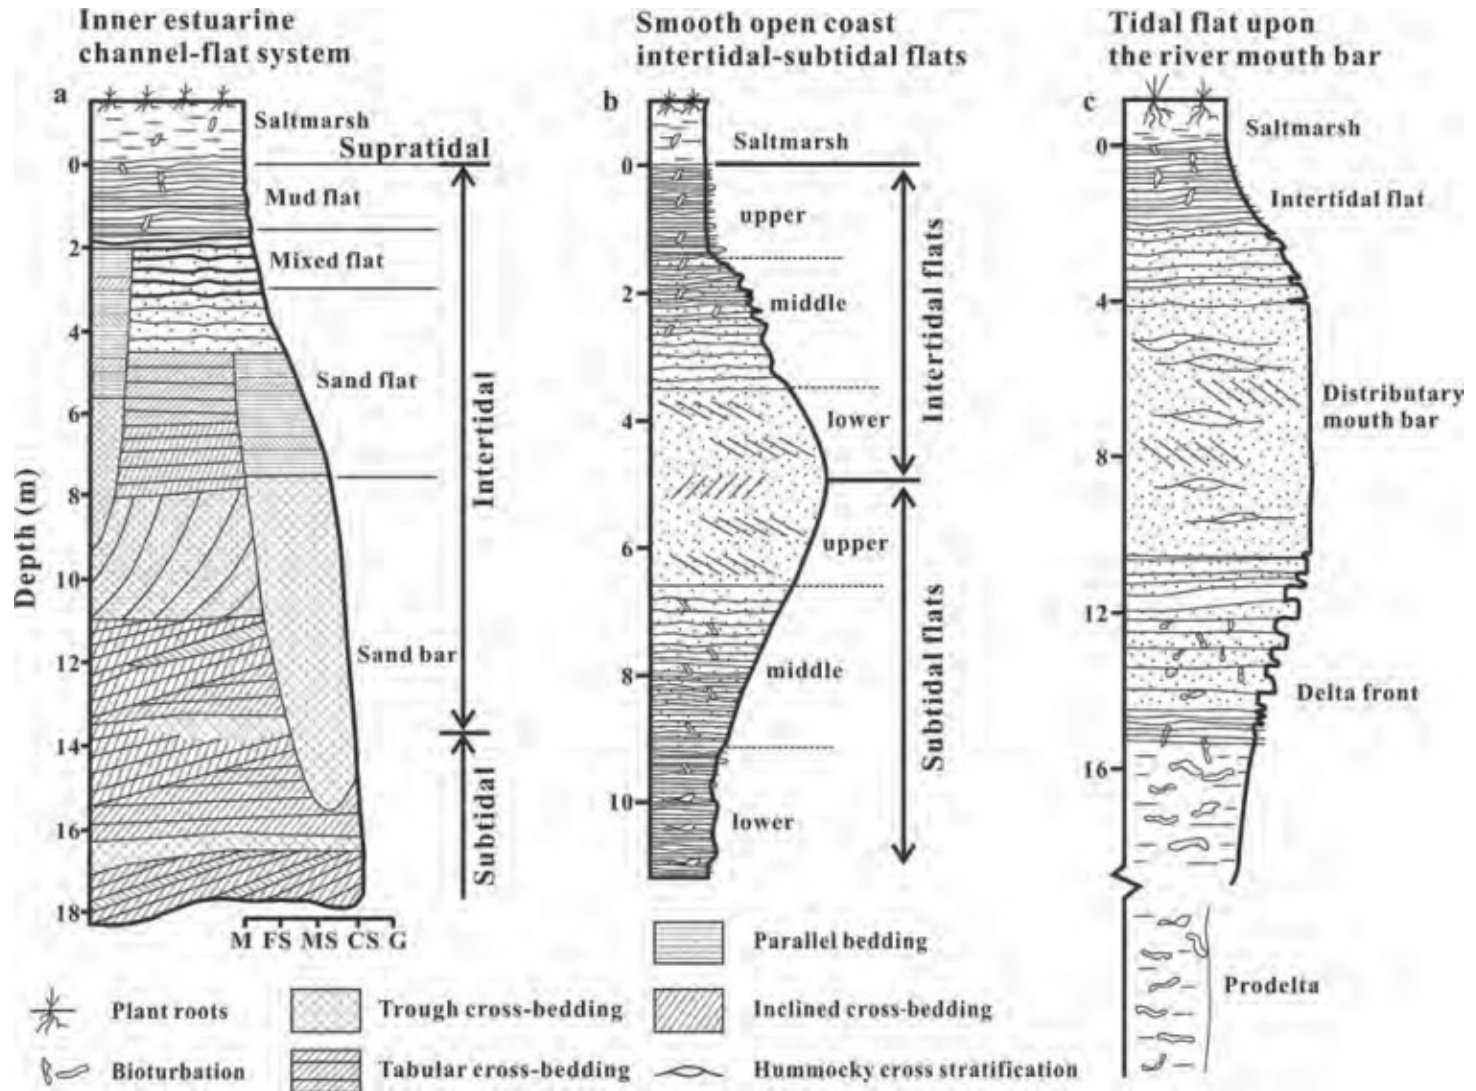 Inner estuarine
channel-flat system
Smooth open coast
intertidal-subtidal flats
Tidal flat upon
the river mouth bar
a
Saltmarsh
Supratidal
Mud flat
Mixed flat
Sand flat
Sand bar
Intertidal
Subtidal
Depth (m)
0
2
4
6
8
10
12
14
16
18
M FS MS CS G
b
Saltmarsh
upper
middle
lower
upper
middle
lower
Intertidal flats
Subtidal flats
0
2
4
6
8
10
c
Saltmarsh
Intertidal flat
Distributary
mouth bar
Delta front
Prodelta
0
4
8
12
16
Parallel bedding
Plant roots
Trough cross-bedding
Inclined cross-bedding
Bioturbation
Tabular cross-bedding
Hummocky cross stratification